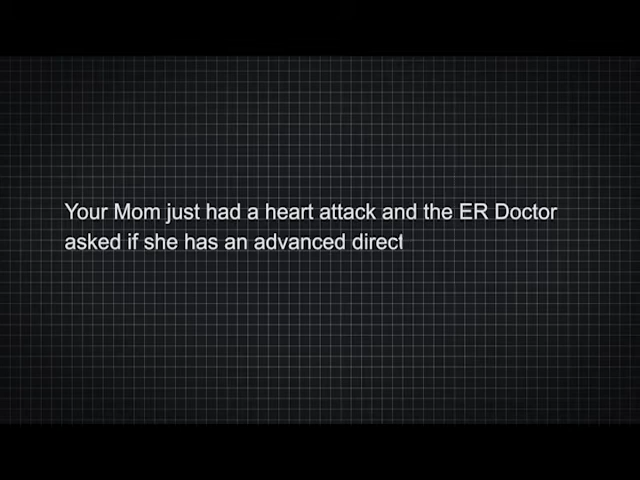 Your Mom just had a heart attack and the ER Doctor
asked if she has an advanced direct